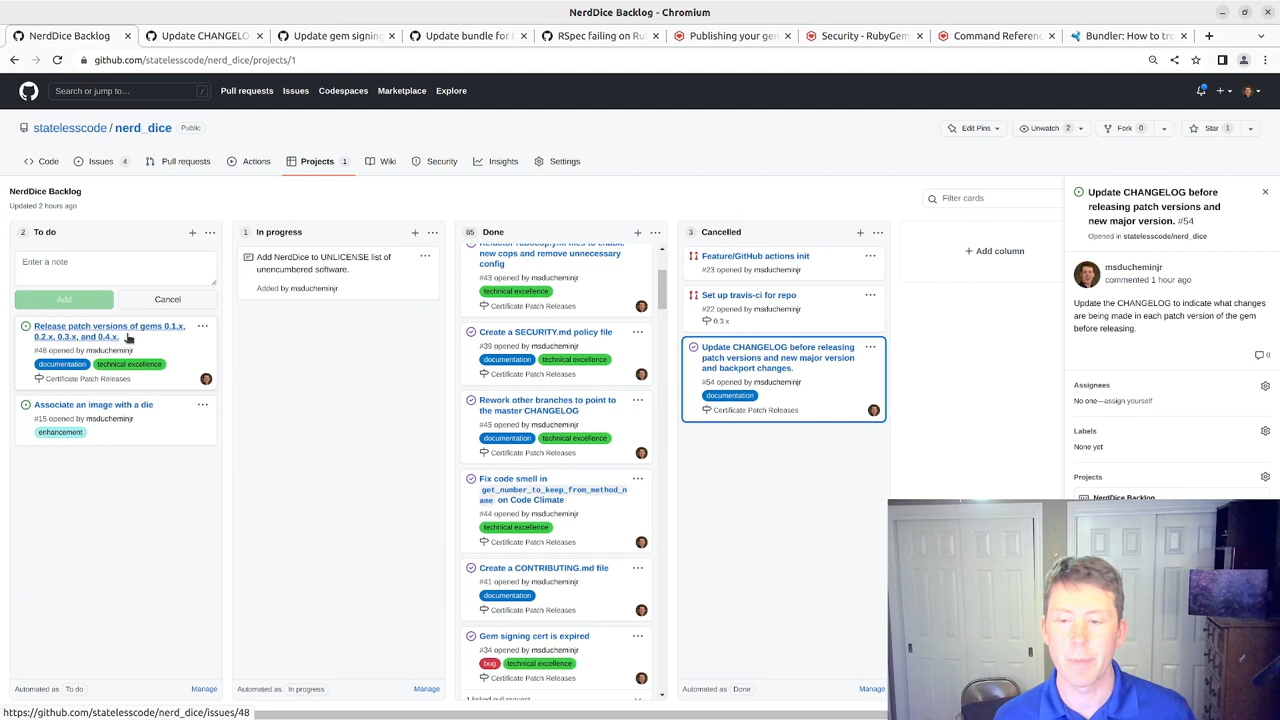 NerdDice Backlog - Chromium
NerdDice Backlog
Update CHANGELO
Update gem signing
Update bundle for t
RSpec failing on Ru
Publishing your ge
Security - RubyGem
Command Referenc
Bundler: How to tro
github.com/statelesscode/nerd_dice/projects/1
Search or jump to... /
Pull requests
Issues
Codespaces
Marketplace
Explore
statelesscode / nerd_dice Public
Edit Pins
Unwatch 2
Fork 0
Star 1
Code
Issues 4
Pull requests
Actions
Projects 1
Wiki
Security
Insights
Settings
NerdDice Backlog
Updated 2 hours ago
Filter cards
2 To do
Enter a note
Add
Cancel
Release patch versions of gems 0.1.x,
0.2.x, 0.3.x, and 0.4.x.
#48 opened by msducheminjr
documentation technical excellence
Certificate Patch Releases
Associate an image with a die
#15 opened by msducheminjr
enhancement
Automated as To do
Manage
1 In progress
Add NerdDice to UNLICENSE list of
unencumbered software.
Added by msducheminjr
Automated as In progress
Manage
85 Done
Refactor rubocop.yml files to enable
new cops and remove unnecessary
config
#43 opened by msducheminjr
technical excellence
Certificate Patch Releases
Create a SECURITY.md policy file
#39 opened by msducheminjr
documentation technical excellence
Certificate Patch Releases
Rework other branches to point to
the master CHANGELOG
#45 opened by msducheminjr
documentation technical excellence
Certificate Patch Releases
Fix code smell in
get_number_to_keep_from_method_n
ame on Code Climate
#44 opened by msducheminjr
technical excellence
Certificate Patch Releases
Create a CONTRIBUTING.md file
#41 opened by msducheminjr
documentation
Certificate Patch Releases
Gem signing cert is expired
#34 opened by msducheminjr
bug technical excellence
Certificate Patch Releases
1 linked pull request
3 Cancelled
Feature/GitHub actions init
#23 opened by msducheminjr
Set up travis-ci for repo
#22 opened by msducheminjr
0.3.x
Update CHANGELOG before releasing
patch versions and new major version
and backport changes.
#54 opened by msducheminjr
documentation
Certificate Patch Releases
Automated as Done
Manage
Add column
Update CHANGELOG before
releasing patch versions and
new major version. #54
Opened in statelesscode/nerd_dice
msducheminjr
commented 1 hour ago
Update the CHANGELOG to indicate what changes
are being made in each patch version of the gem
before releasing.
0
Assignees
No one—assign yourself
Labels
None yet
Projects
NerdDice Backlog
https://github.com/statelesscode/nerd_dice/issues/48